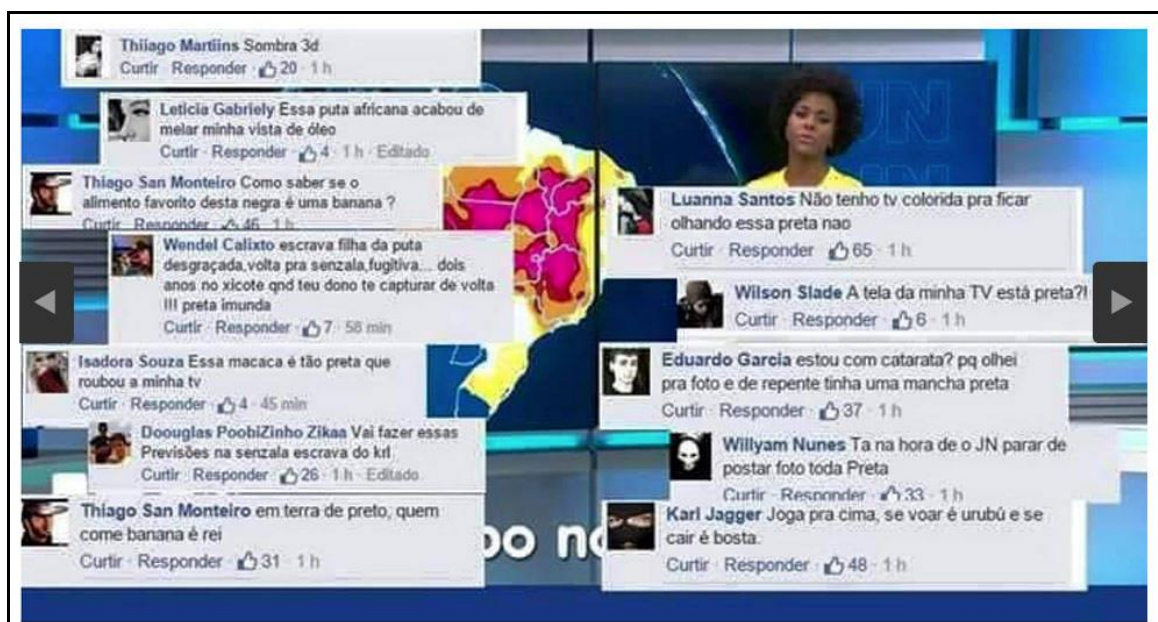 Thiiago Martiins Sombra 3d
Curtir · Responder · 20 · 1 h
Leticia Gabriely Essa puta africana acabou de
melar minha vista de óleo
Curtir · Responder · 4 · 1 h · Editado
Thiago San Monteiro Como saber se o
alimento favorito desta negra é uma banana ?
Curtir · Responder · 46 · 1 h
Wendel Calixto escrava filha da puta
desgraçada,volta pra senzala,fugitiva... dois
anos no xicote qnd teu dono te capturar de volta
!!! preta imunda
Curtir · Responder · 7 · 58 min
Isadora Souza Essa macaca é tão preta que
roubou a minha tv
Curtir · Responder · 4 · 45 min
Doouglas PoobiZinho Zikaa Vai fazer essas
Previsões na senzala escrava do krl
Curtir · Responder · 26 · 1 h · Editado
Thiago San Monteiro em terra de preto, quem
come banana é rei
Curtir · Responder · 31 · 1 h
JN
Luanna Santos Não tenho tv colorida pra ficar
olhando essa preta nao
Curtir · Responder · 65 · 1 h
Wilson Slade A tela da minha TV está preta?!
Curtir · Responder · 6 · 1 h
Eduardo Garcia estou com catarata? pq olhei
pra foto e de repente tinha uma mancha preta
Curtir · Responder · 37 · 1 h
Willyam Nunes Ta na hora de o JN parar de
postar foto toda Preta
Curtir · Responder · 33 · 1 h
Karl Jagger Joga pra cima, se voar é urubú e se
cair é bosta.
Curtir · Responder · 48 · 1 h